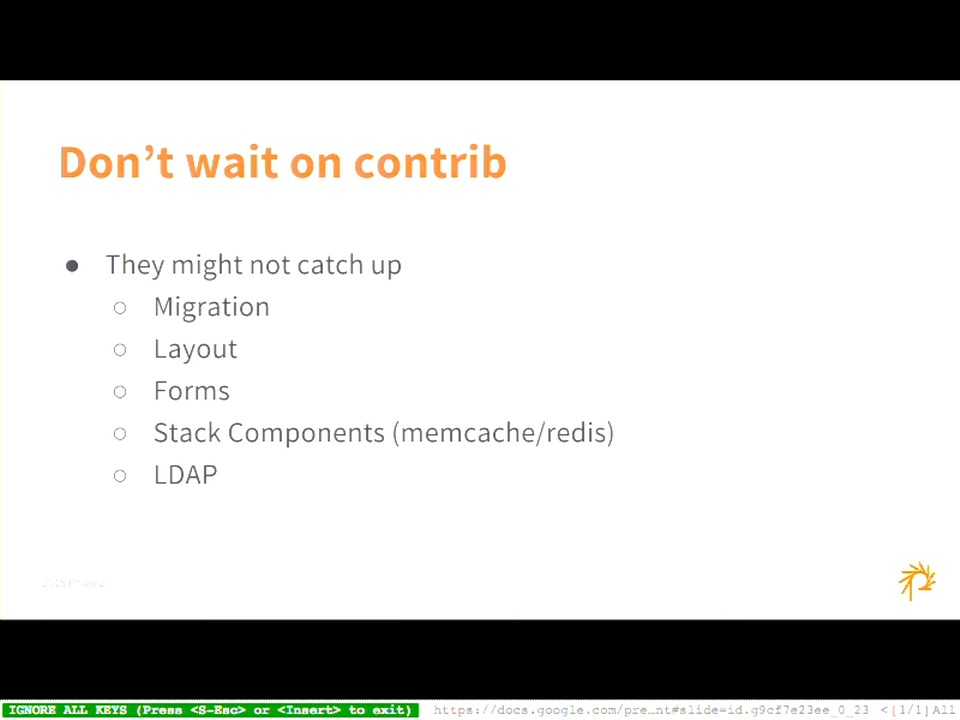 Don't wait on contrib
● They might not catch up
○ Migration
○ Layout
○ Forms
○ Stack Components (memcache/redis)
○ LDAP
IGNORE ALL KEYS (Press <S-Esc> or <Insert> to exit) https://docs.google.com/pre…nt#slide=id.g9cf7e23ee_0_23 <{1/1]All